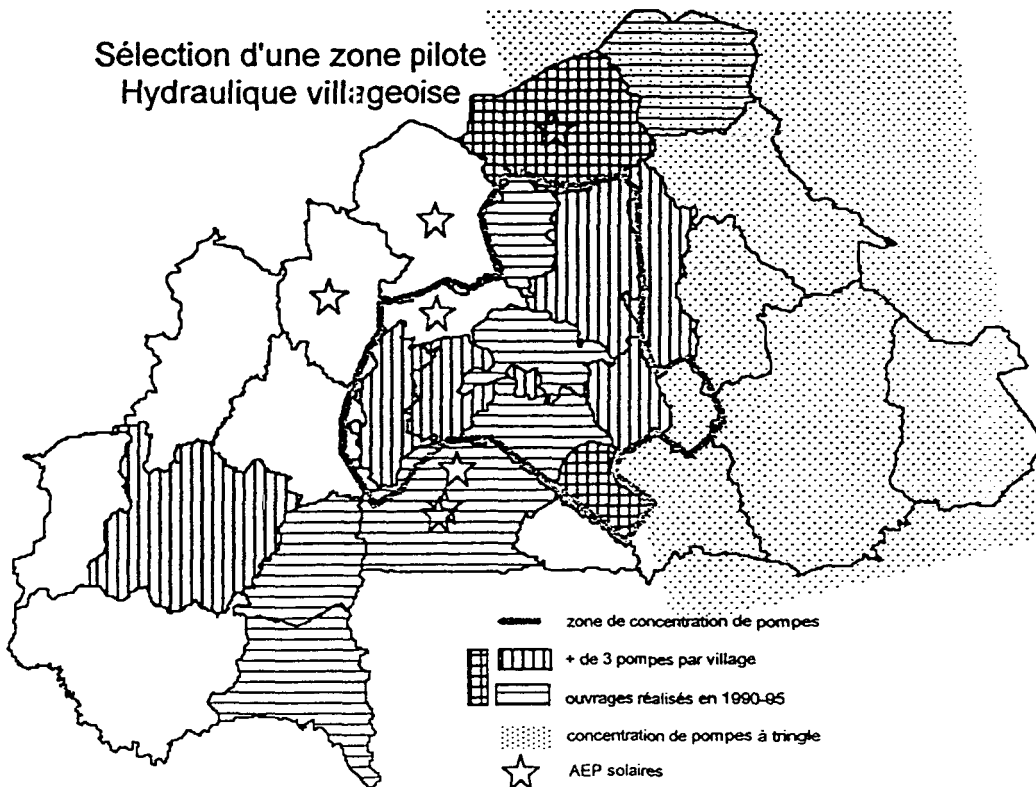 Sélection d'une zone pilote
Hydraulique villageoise
zone de concentration de pompes
+ de 3 pompes par village
ouvrages réalisés en 1990-95
concentration de pompes à tringle
AEP solaires